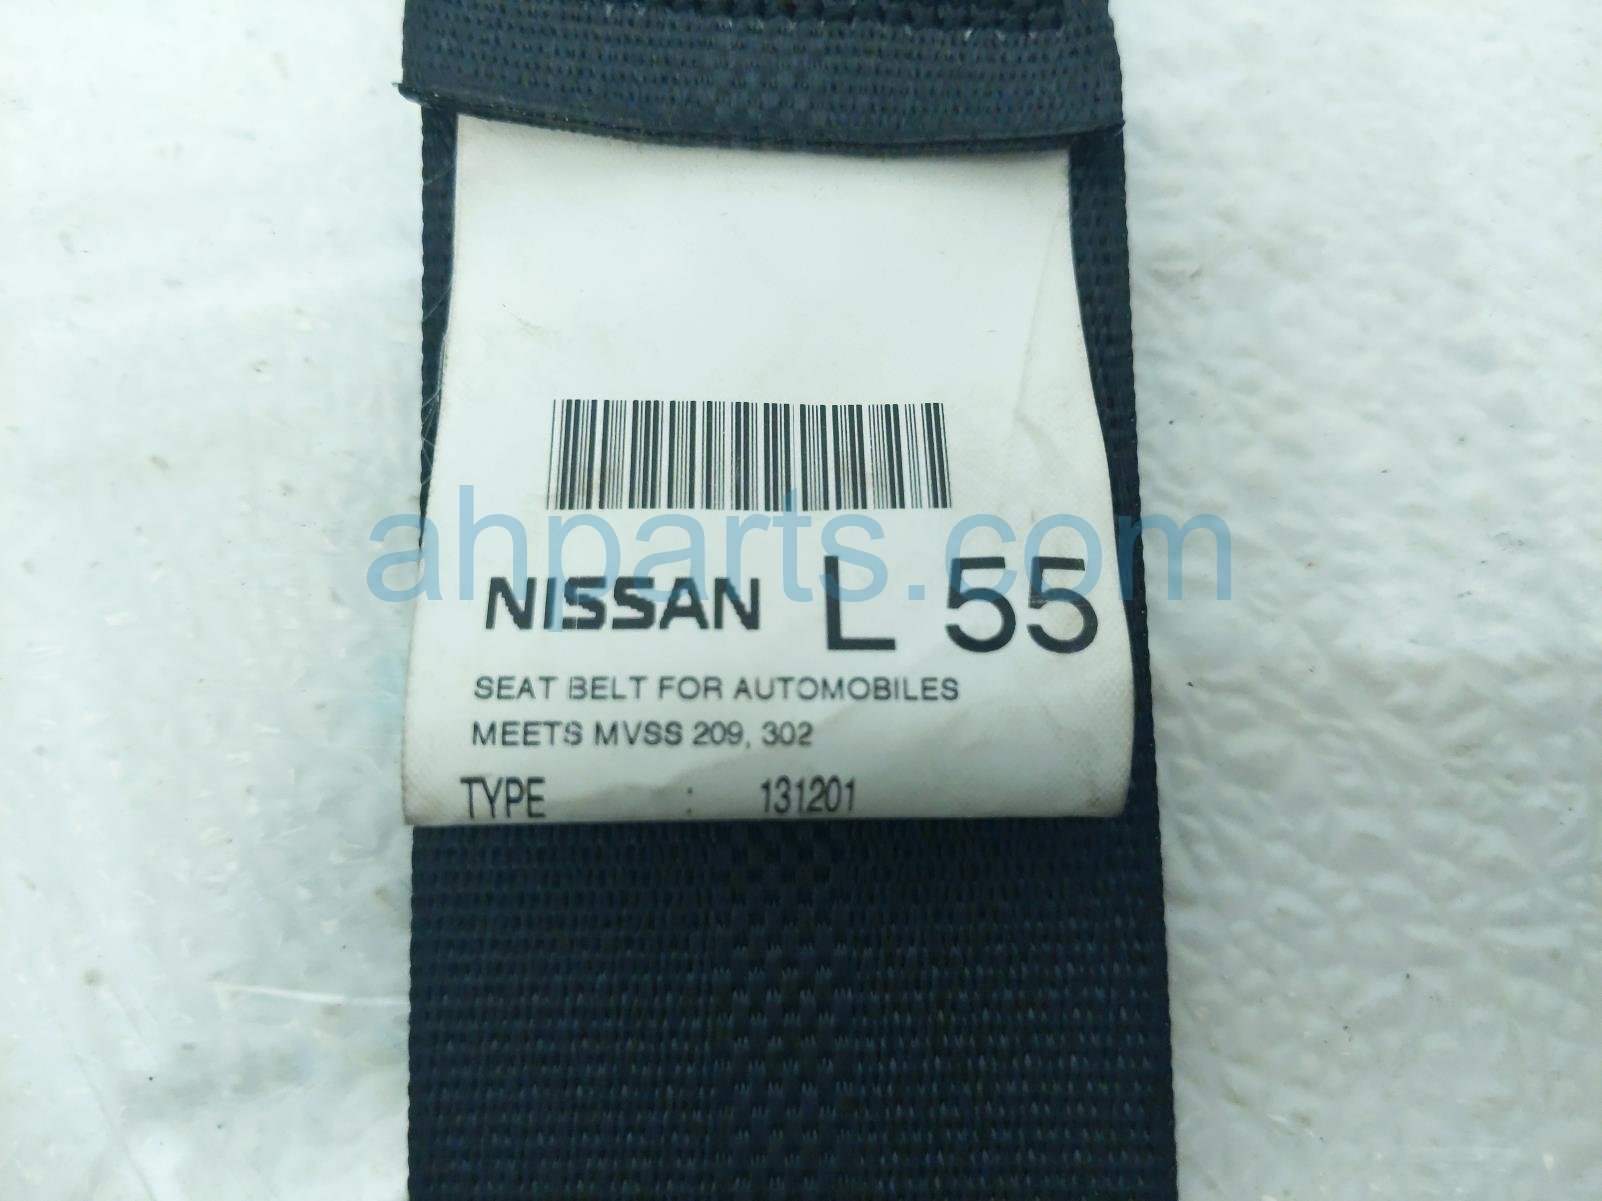 ahparts.com
NISSAN L 55
SEAT BELT FOR AUTOMOBILES
MEETS MVSS 209, 302
TYPE : 131201